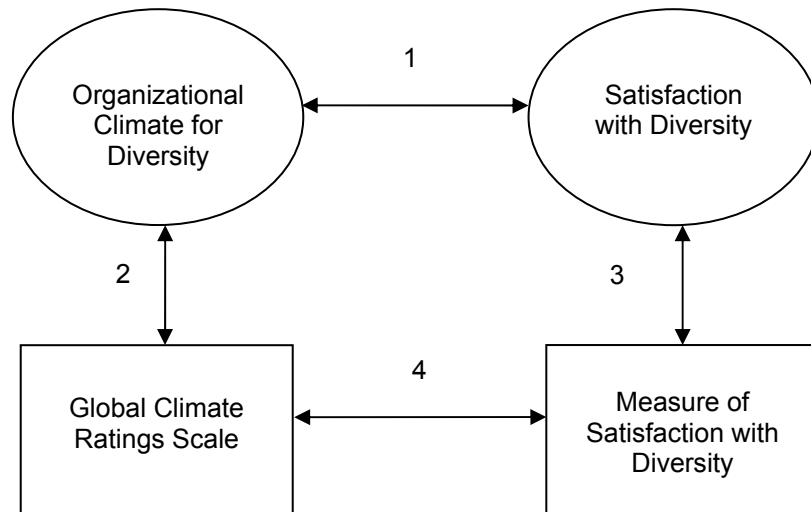 1
Organizational
Climate for
Diversity
Satisfaction
with Diversity
2
3
4
Global Climate
Ratings Scale
Measure of
Satisfaction with
Diversity